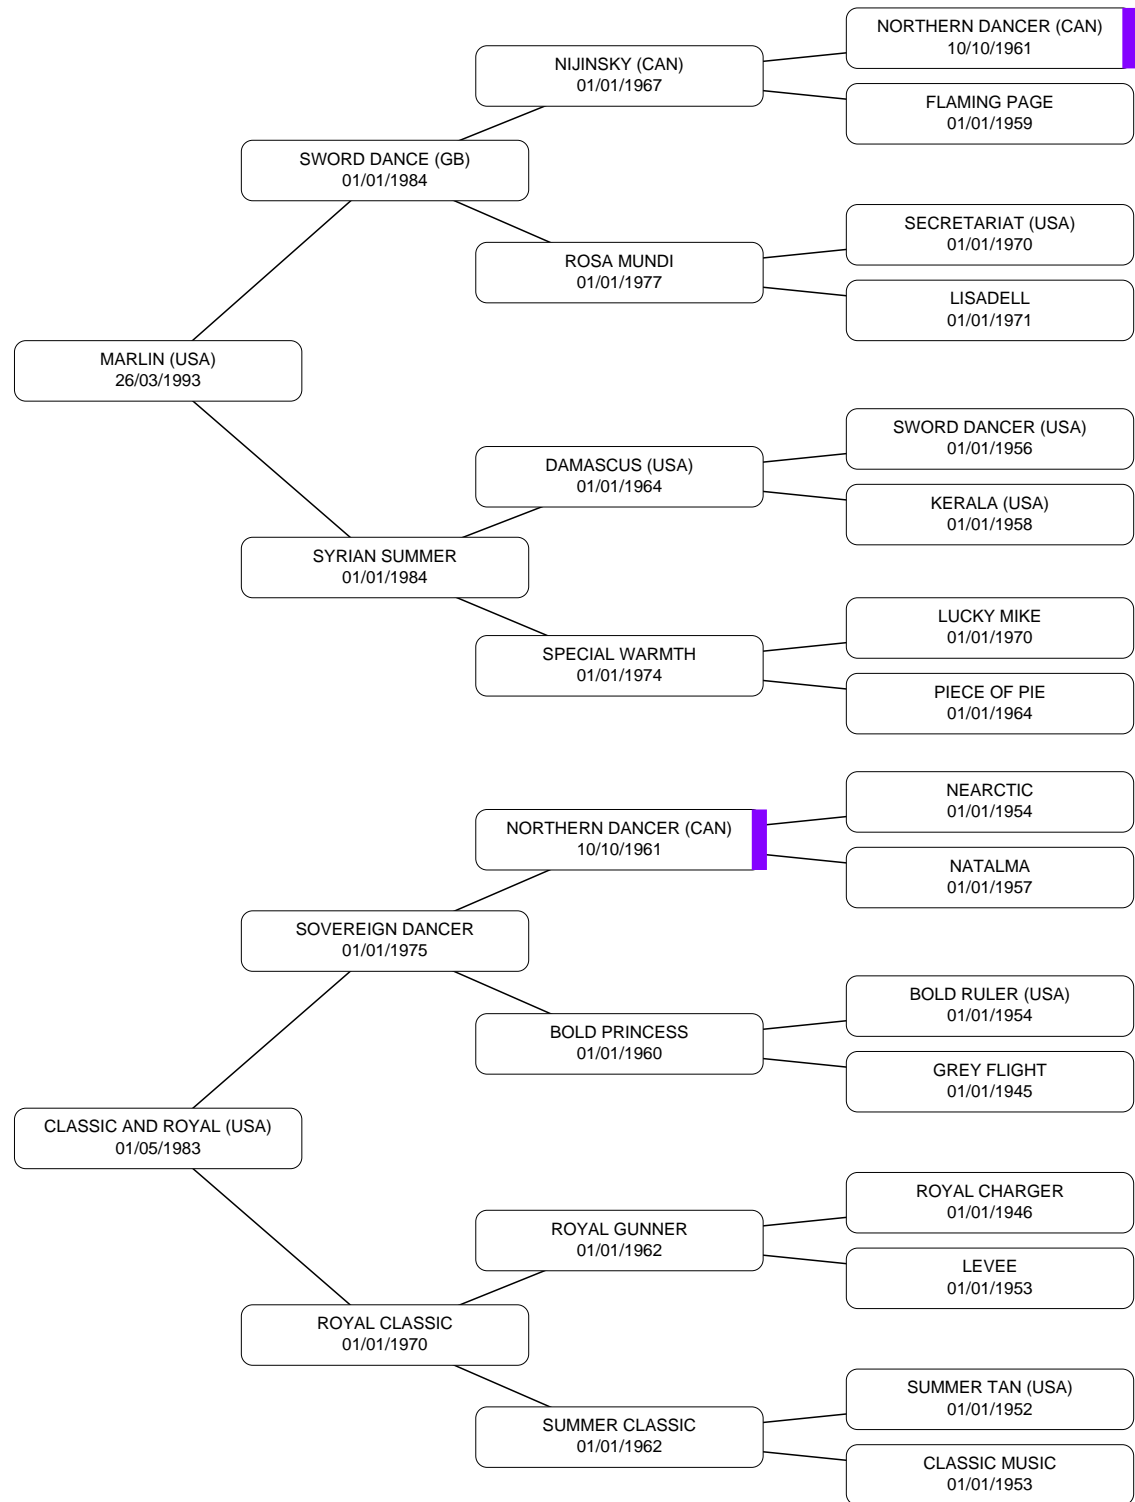 NORTHERN DANCER (CAN)
10/10/1961
NIJINSKY (CAN)
01/01/1967
FLAMING PAGE
01/01/1959
SWORD DANCE (GB)
01/01/1984
SECRETARIAT (USA)
01/01/1970
ROSA MUNDI
01/01/1977
LISADELL
01/01/1971
MARLIN (USA)
26/03/1993
SWORD DANCER (USA)
01/01/1956
DAMASCUS (USA)
01/01/1964
KERALA (USA)
01/01/1958
SYRIAN SUMMER
01/01/1984
LUCKY MIKE
01/01/1970
SPECIAL WARMTH
01/01/1974
PIECE OF PIE
01/01/1964
NEARCTIC
01/01/1954
NORTHERN DANCER (CAN)
10/10/1961
NATALMA
01/01/1957
SOVEREIGN DANCER
01/01/1975
BOLD RULER (USA)
01/01/1954
BOLD PRINCESS
01/01/1960
GREY FLIGHT
01/01/1945
CLASSIC AND ROYAL (USA)
01/05/1983
ROYAL CHARGER
01/01/1946
ROYAL GUNNER
01/01/1962
LEVEE
01/01/1953
ROYAL CLASSIC
01/01/1970
SUMMER TAN (USA)
01/01/1952
SUMMER CLASSIC
01/01/1962
CLASSIC MUSIC
01/01/1953